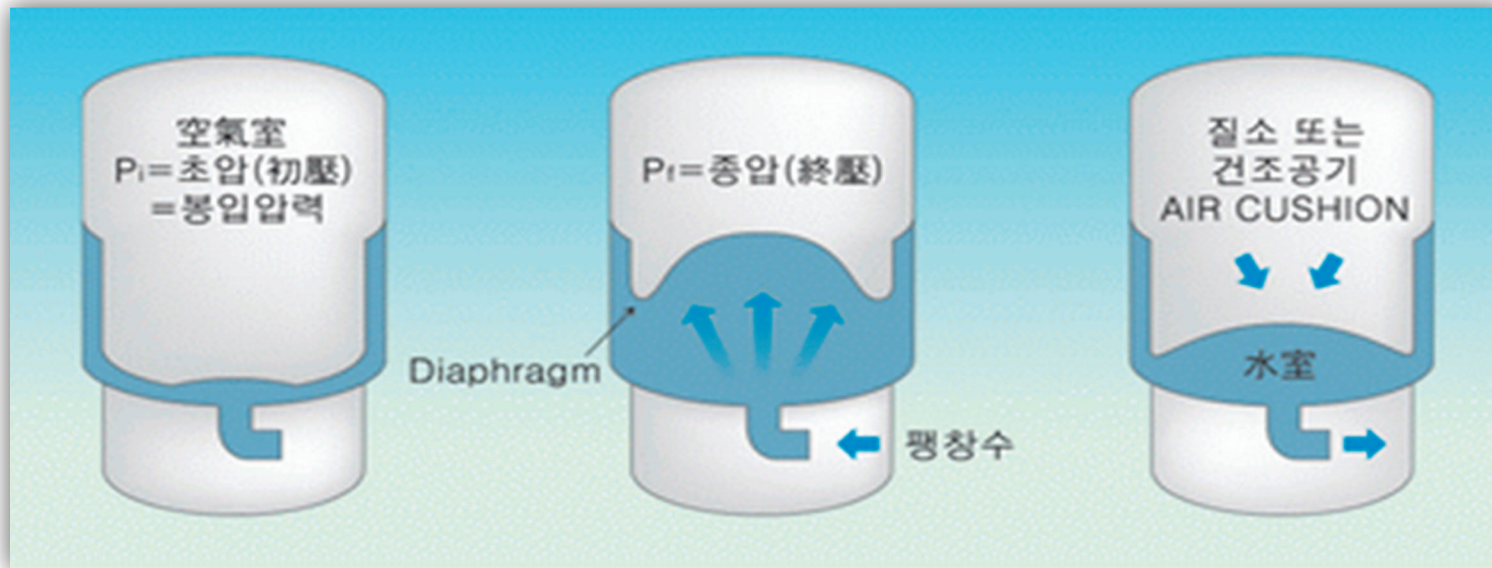 空氣室
Pi=초압(初壓)
=봉입압력
Pf=종압(終壓)
Diaphragm
팽창수
질소 또는
건조공기
AIR CUSHION
水室